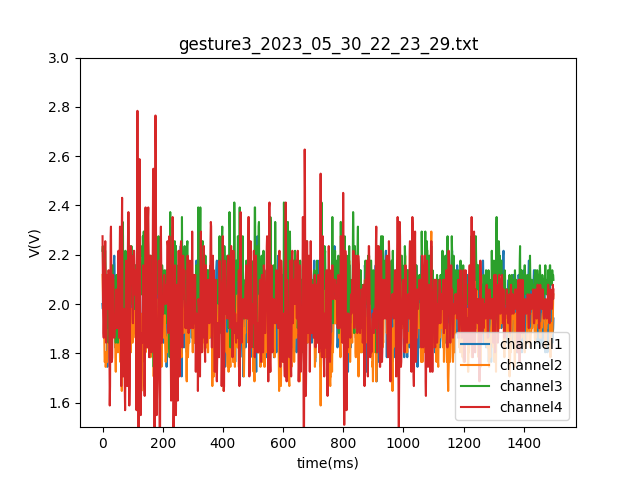 gesture3_2023_05_30_22_23_29.txt
3.0
2.8
2.6
2.4
2.2
2.0
1.8
1.6
V(V)
0 200 400 600 800 1000 1200 1400
time(ms)
channel1
channel2
channel3
channel4